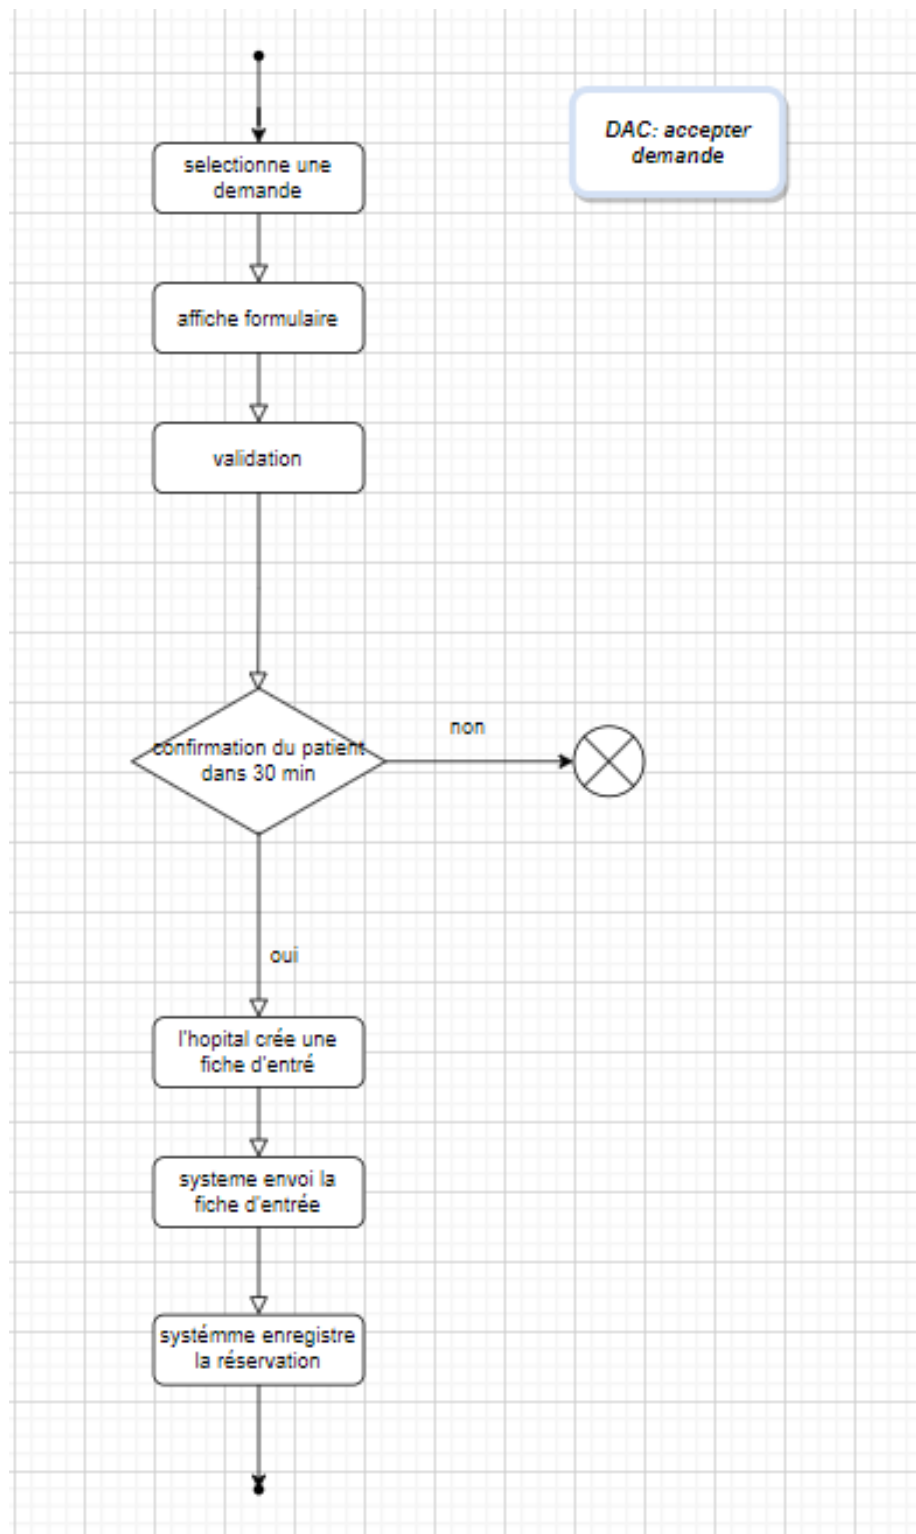 DAC: accepter
demande
selectionne une
demande
affiche formulaire
validation
confirmation du patient
dans 30 min
non
oui
l'hopital crée une
fiche d'entré
systeme envoi la
fiche d'entrée
systémme enregistre
la réservation